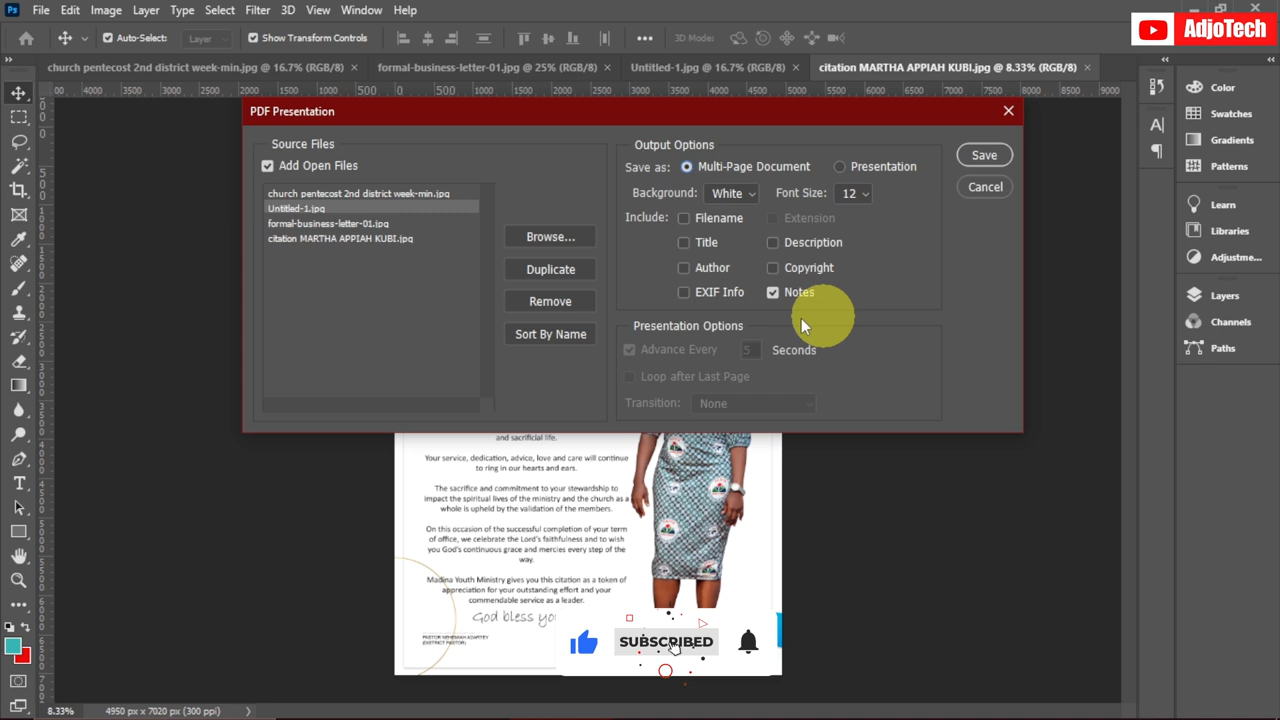 Ps File Edit Image Layer Type Select Filter 3D View Window Help
Auto-Select: Layer Show Transform Controls 3D Mode:
AdjoTech
church pentecost 2nd district week-min.jpg @ 16.7% (RGB/8)
formal-business-letter-01.jpg @ 25% (RGB/8)
Untitled-1.jpg @ 16.7% (RGB/8)
citation MARTHA APPIAH KUBI.jpg @ 8.33% (RGB/8)
PDF Presentation
Source Files
Add Open Files
church pentecost 2nd district week-min.jpg
Untitled-1.jpg
formal-business-letter-01.jpg
citation MARTHA APPIAH KUBI.jpg
Browse...
Duplicate
Remove
Sort By Name
Output Options
Save as: Multi-Page Document Presentation
Background: White Font Size: 12
Include: Filename Extension
Title Description
Author Copyright
EXIF Info Notes
Presentation Options
Advance Every 5 Seconds
Loop after Last Page
Transition: None
Save
Cancel
Color
Swatches
Gradients
Patterns
Learn
Libraries
Adjustme...
Layers
Channels
Paths
and sacrificial life.
Your service, dedication, advice, love and care will continue
to ring in our hearts and ears.
The sacrifice and commitment to your stewardship to
impact the spiritual lives of the ministry and the church as a
whole is upheld by the validation of the members.
On this occasion of the successful completion of your term
of office, we celebrate the Lord's faithfulness and to wish
you God's continuous grace and mercies every step of the
way.
Madina Youth Ministry gives you this citation as a token of
appreciation for your outstanding effort and your
commendable service as a leader.
God bless yo
PASTOR NEHEMIAH ADARTEY
(DISTRICT PASTOR)
SUBSCRIBED
8.33% 4950 px x 7020 px (300 ppi)